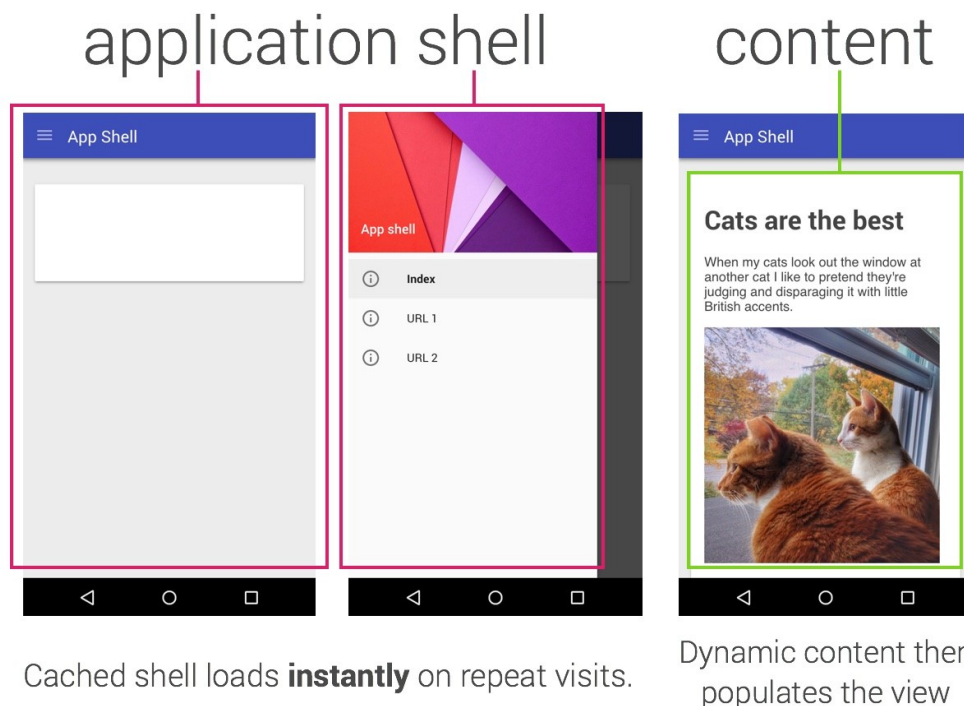 application shell
content
App Shell
App shell
Index
URL 1
URL 2
App Shell
Cats are the best
When my cats look out the window at
another cat I like to pretend they're
judging and disparaging it with little
British accents.
Cached shell loads instantly on repeat visits.
Dynamic content then
populates the view